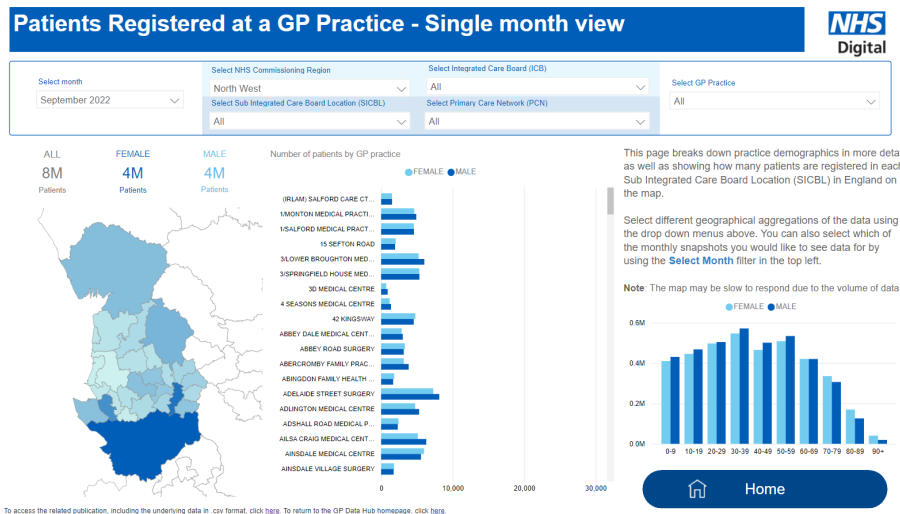 Patients Registered at a GP Practice - Single month view
NHS
Digital
Select month
September 2022
Select NHS Commissioning Region
North West
Select Integrated Care Board (ICB)
All
Select Sub Integrated Care Board Location (SICBL)
All
Select Primary Care Network (PCN)
All
Select GP Practice
All
ALL
8M
Patients
FEMALE
4M
Patients
MALE
4M
Patients
Number of patients by GP practice
FEMALE MALE
(IRLAM) SALFORD CARE CT...
1/MONTON MEDICAL PRACTI...
1/SALFORD MEDICAL PRACT...
15 SEFTON ROAD
3/LOWER BROUGHTON MED...
3/SPRINGFIELD HOUSE MED...
3D MEDICAL CENTRE
4 SEASONS MEDICAL CENTRE
42 KINGSWAY
ABBEY DALE MEDICAL CENT...
ABBEY ROAD SURGERY
ABERCROMBY FAMILY PRAC...
ABINGDON FAMILY HEALTH ...
ADELAIDE STREET SURGERY
ADLINGTON MEDICAL CENTRE
ADSHALL ROAD MEDICAL P...
AILSA CRAIG MEDICAL CENT...
AINSDALE MEDICAL CENTRE
AINSDALE VILLAGE SURGERY
0 10,000 20,000 30,000
This page breaks down practice demographics in more deta
as well as showing how many patients are registered in eac
Sub Integrated Care Board Location (SICBL) in England on
the map.
Select different geographical aggregations of the data using
the drop down menus above. You can also select which of
the monthly snapshots you would like to see data for by
using the Select Month filter in the top left.
Note: The map may be slow to respond due to the volume of data
FEMALE MALE
0.6M
0.4M
0.2M
0.0M
0-9 10-19 20-29 30-39 40-49 50-59 60-69 70-79 80-89 90+
Home
To access the related publication, including the underlying data in .csv format, click here. To return to the GP Data Hub homepage, click here.